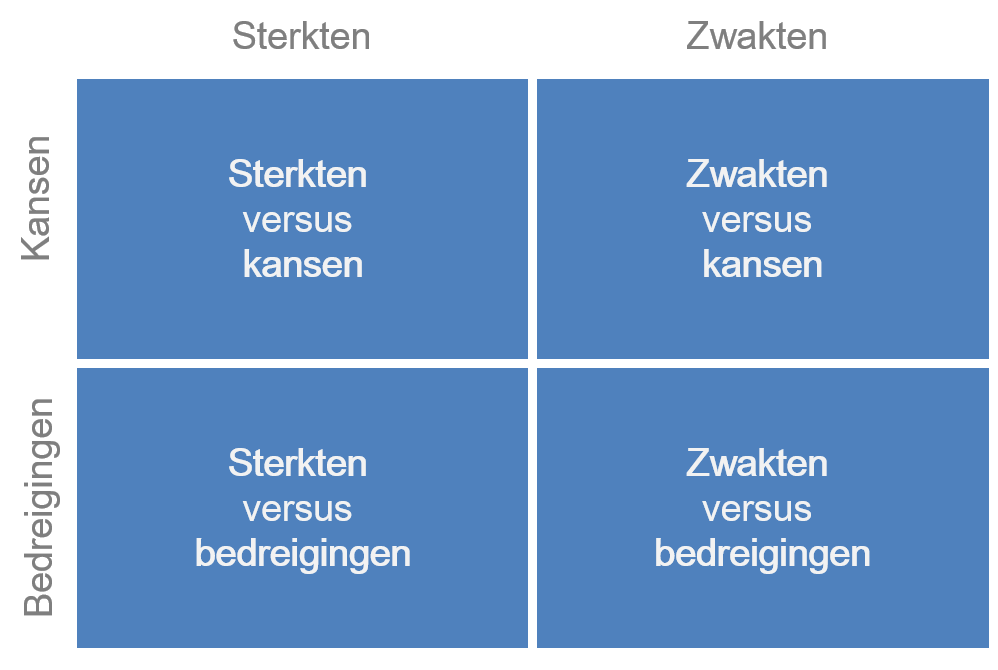 Sterkten
Zwakten
Kansen
Sterkten
versus
kansen
Zwakten
versus
kansen
Bedreigingen
Sterkten
versus
bedreigingen
Zwakten
versus
bedreigingen